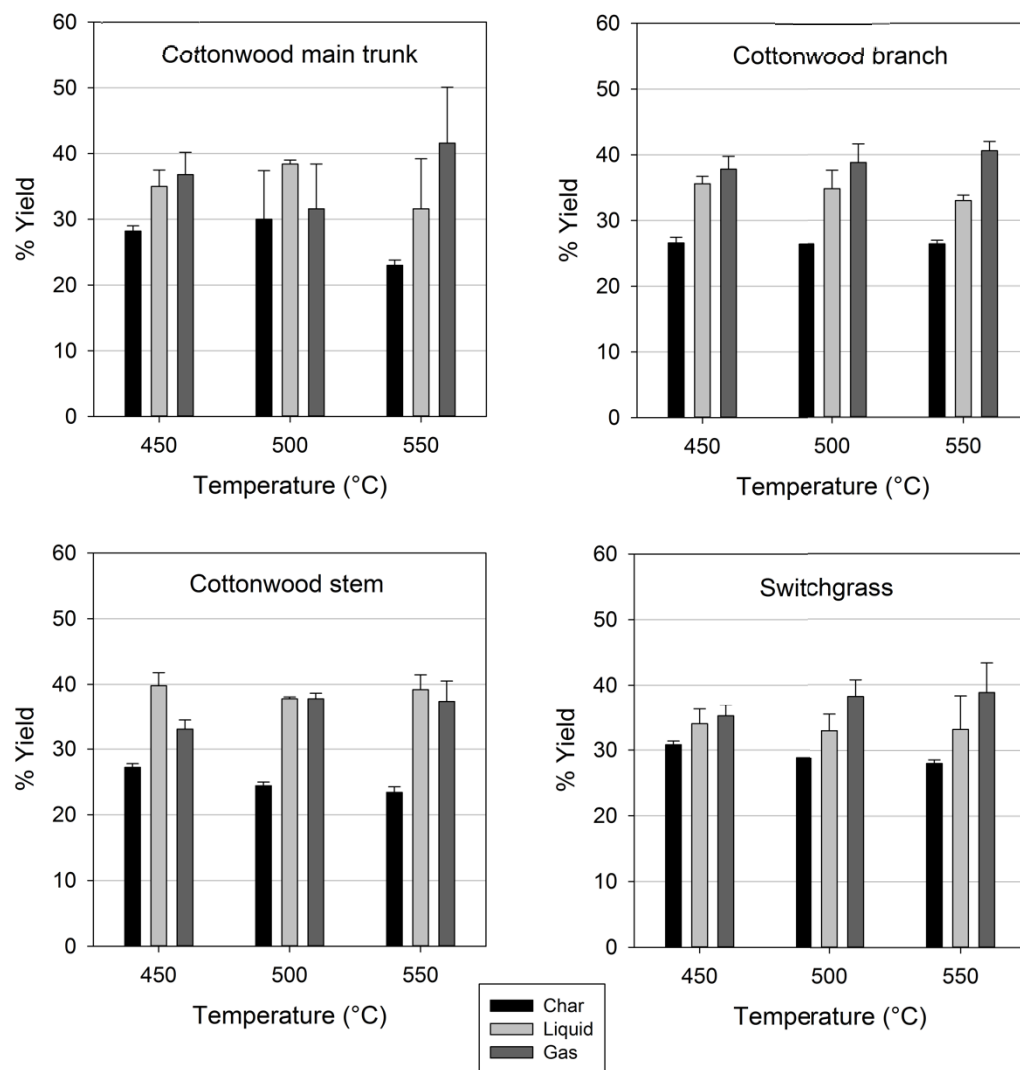 Cottonwood main trunk
60
50
40
30
20
10
0
% Yield
450 500 550
Temperature (°C)
Cottonwood branch
60
50
40
30
20
10
0
% Yield
450 500 550
Temperature (°C)
Cottonwood stem
60
50
40
30
20
10
0
% Yield
450 500 550
Temperature (°C)
Switchgrass
60
50
40
30
20
10
0
% Yield
450 500 550
Temperature (°C)
Char
Liquid
Gas